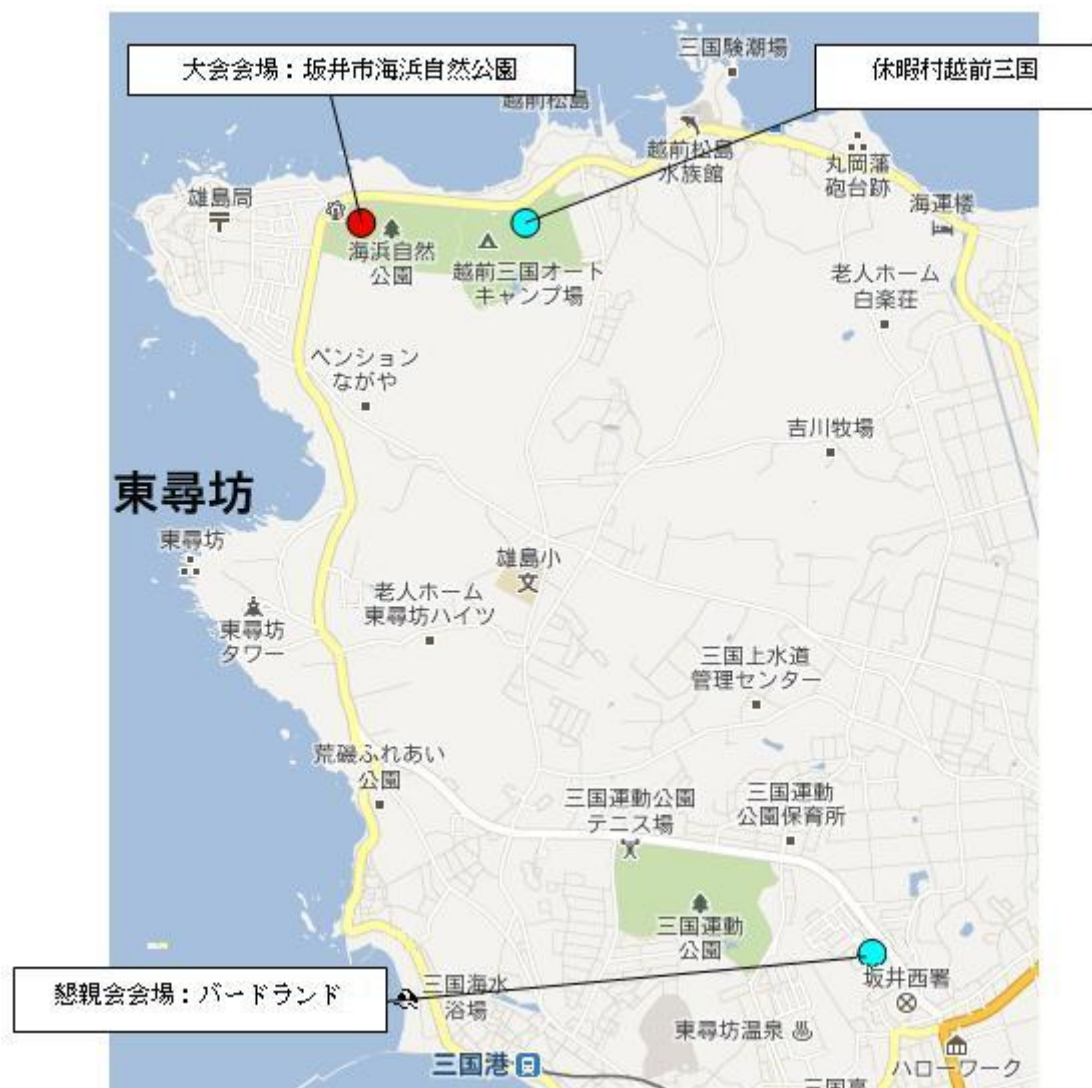 三国験潮場
大会会場：坂井市海浜自然公園
休暇村越前三国
越前松島
越前松島
水族館
丸岡藩
砲台跡
雄島局
海運楼
海浜自然
公園
越前三国オート
キャンプ場
老人ホーム
白楽荘
ペンション
ながや
吉川牧場
東尋坊
東尋坊
雄島小
文
老人ホーム
東尋坊ハイツ
東尋坊
タワー
三国上水道
管理センター
荒磯ふれあい
公園
三国運動公園
テニス場
三国運動
公園保育所
三国運動
公園
懇親会会場：バードランド
三国海水
浴場
坂井西署
東尋坊温泉
三国港
ハローワーク